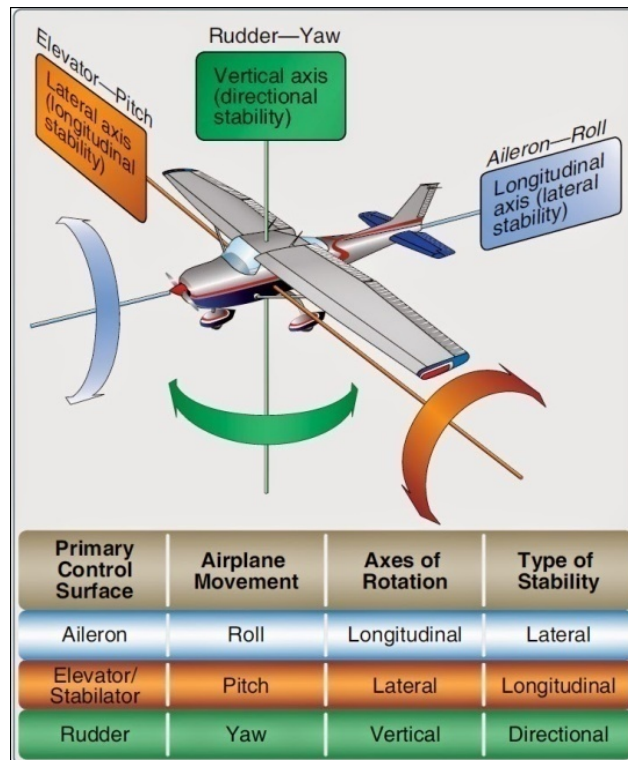 Rudder—Yaw
Vertical axis
(directional
stability)
Elevator—Pitch
Lateral axis
(longitudinal
stability)
Aileron—Roll
Longitudinal
axis (lateral
stability)
Primary
Control
Surface
Airplane
Movement
Axes of
Rotation
Type of
Stability
Aileron
Roll
Longitudinal
Lateral
Elevator/
Stabilator
Pitch
Lateral
Longitudinal
Rudder
Yaw
Vertical
Directional